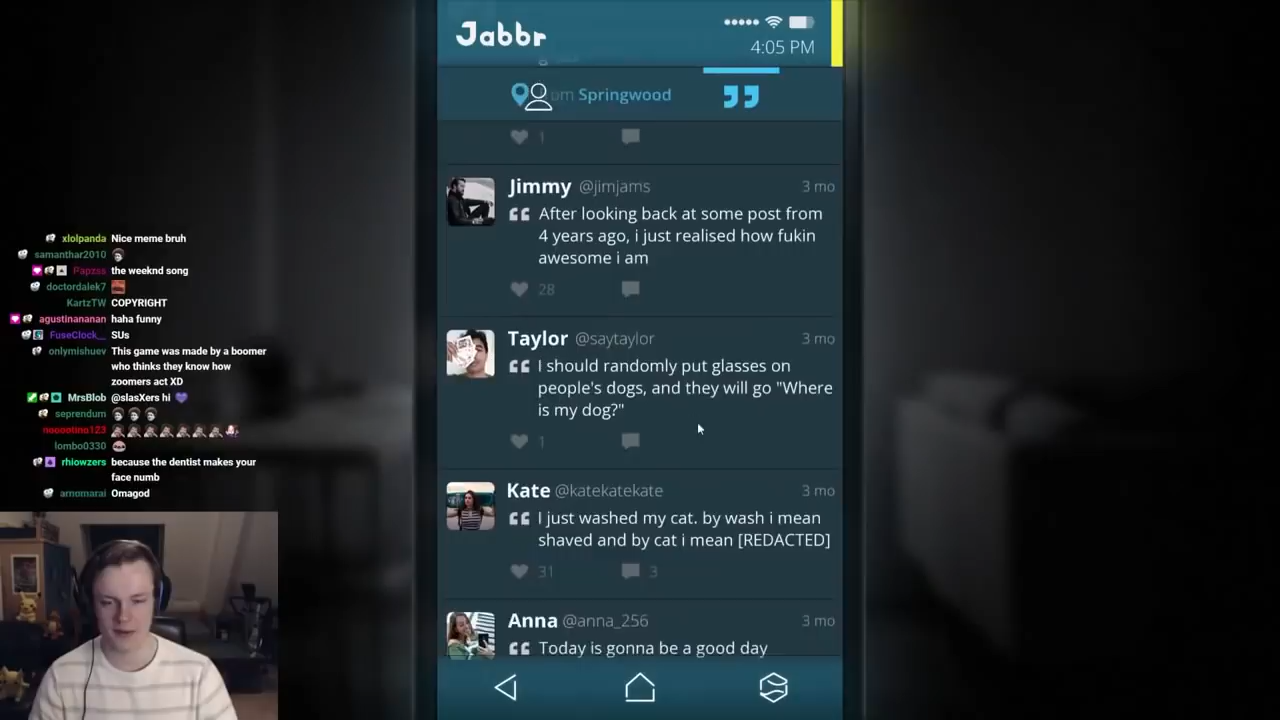 Jabbr
4:05 PM
om Springwood
1
Jimmy @jimjams 3 mo
After looking back at some post from
4 years ago, i just realised how fukin
awesome i am
28
Taylor @saytaylor 3 mo
I should randomly put glasses on
people's dogs, and they will go "Where
is my dog?"
1
Kate @katekatekate 3 mo
I just washed my cat. by wash i mean
shaved and by cat i mean [REDACTED]
31 3
Anna @anna_256 3 mo
Today is gonna be a good day
xlolpanda Nice meme bruh
samanthar2010
Papzss the weeknd song
doctordalek7
KartzTW COPYRIGHT
agustinananan haha funny
FuseClock__ SUs
onlymishuev This game was made by a boomer
who thinks they know how
zoomers act XD
MrsBlob @slasXers hi
seprendum
lombo0330
rhiowzers because the dentist makes your
face numb
arnomarai Omagod